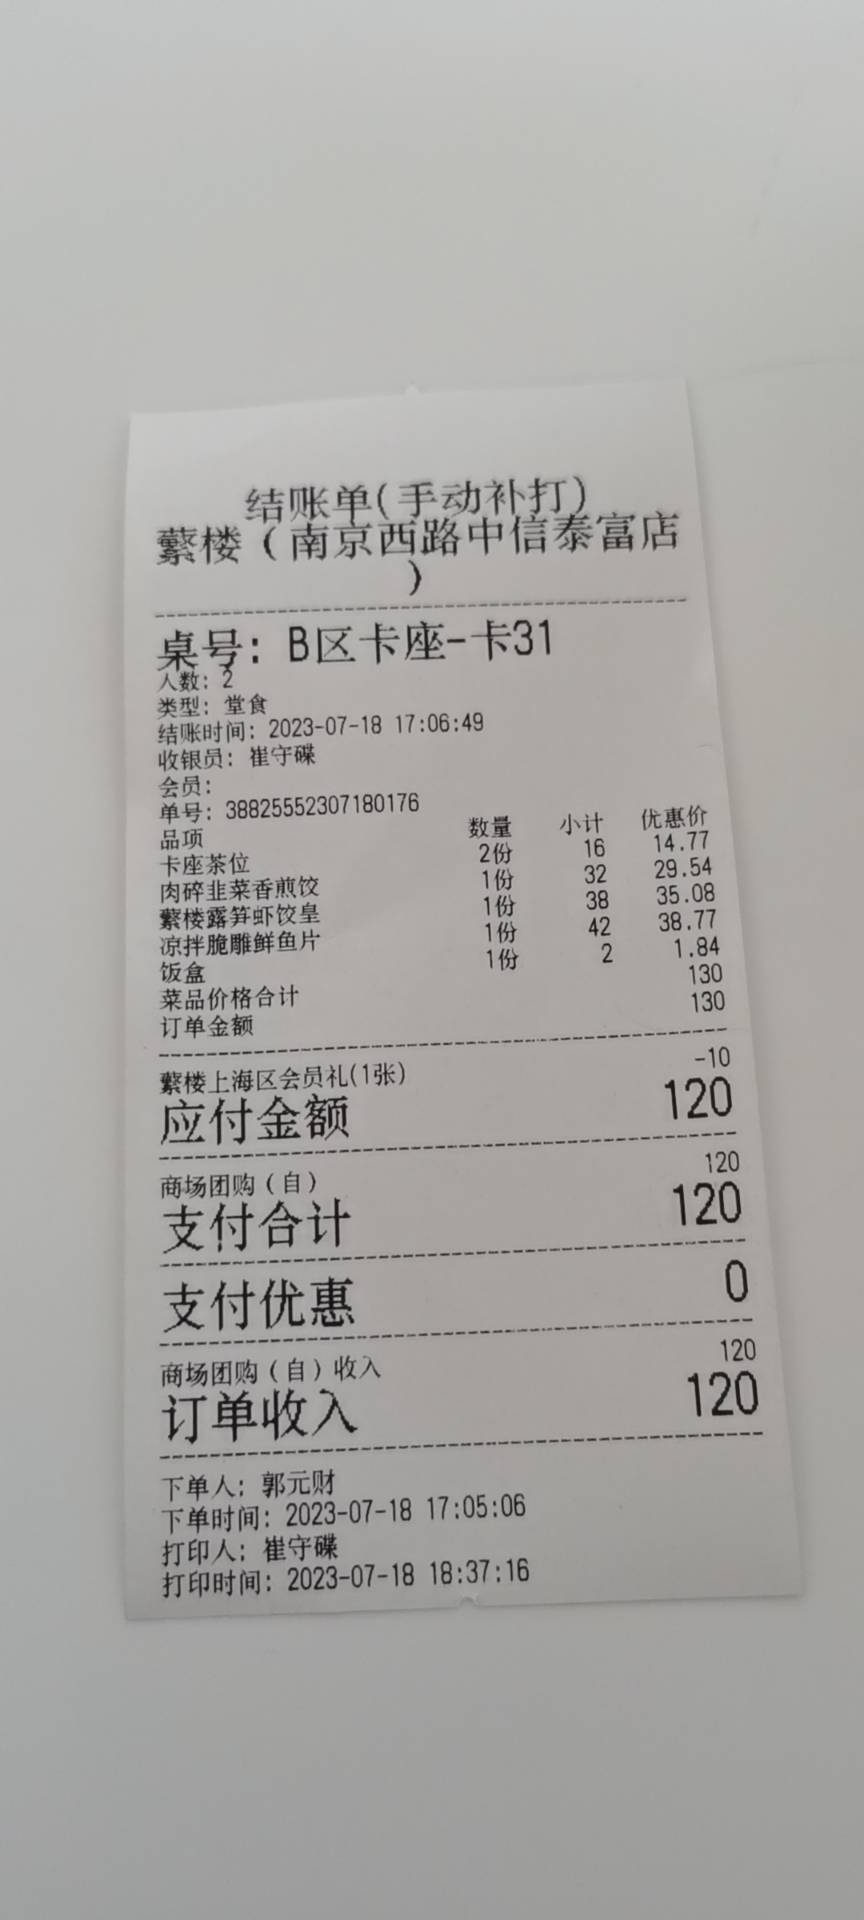 结账单(手动补打)
蘩楼（南京西路中信泰富店
）
桌号: B区卡座-卡31
人数: 2
类型: 堂食
结账时间: 2023-07-18 17:06:49
收银员: 崔守碟
会员:
单号: 38825552307180176
品项 数量 小计 优惠价
卡座茶位 2份 16 14.77
肉碎韭菜香煎饺 1份 32 29.54
蘩楼露笋虾饺皇 1份 38 35.08
凉拌脆雕鲜鱼片 1份 42 38.77
饭盒 1份 2 1.84
菜品价格合计 130
订单金额 130
蘩楼上海区会员礼(1张) -10
应付金额 120
商场团购（自） 120
支付合计 120
支付优惠 0
商场团购（自）收入 120
订单收入 120
下单人: 郭元财
下单时间: 2023-07-18 17:05:06
打印人: 崔守碟
打印时间: 2023-07-18 18:37:16